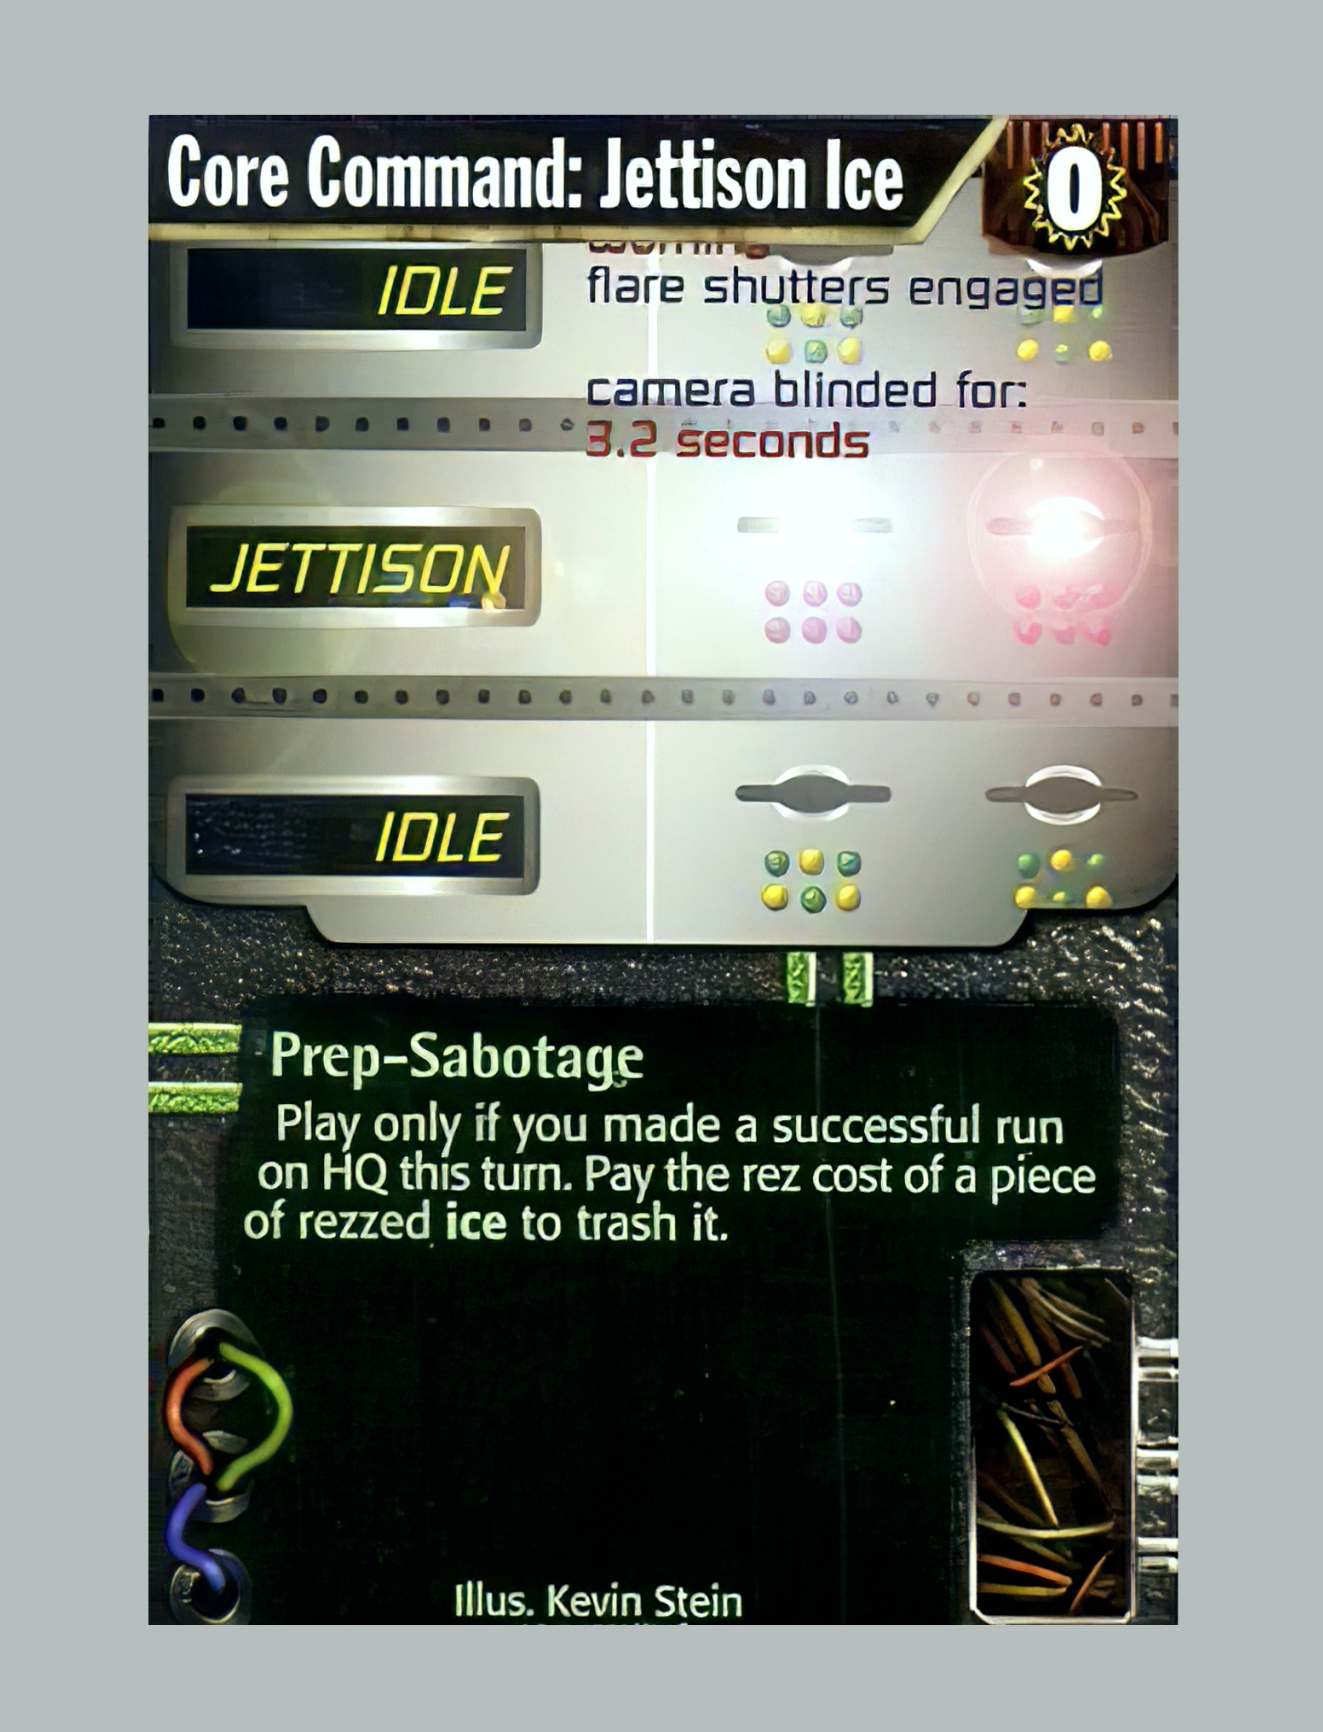 Core Command: Jettison Ice
0
IDLE
flare shutters engaged
camera blinded for:
3.2 seconds
JETTISON
IDLE
Prep-Sabotage
Play only if you made a successful run
on HQ this turn. Pay the rez cost of a piece
of rezzed ice to trash it.
Illus. Kevin Stein